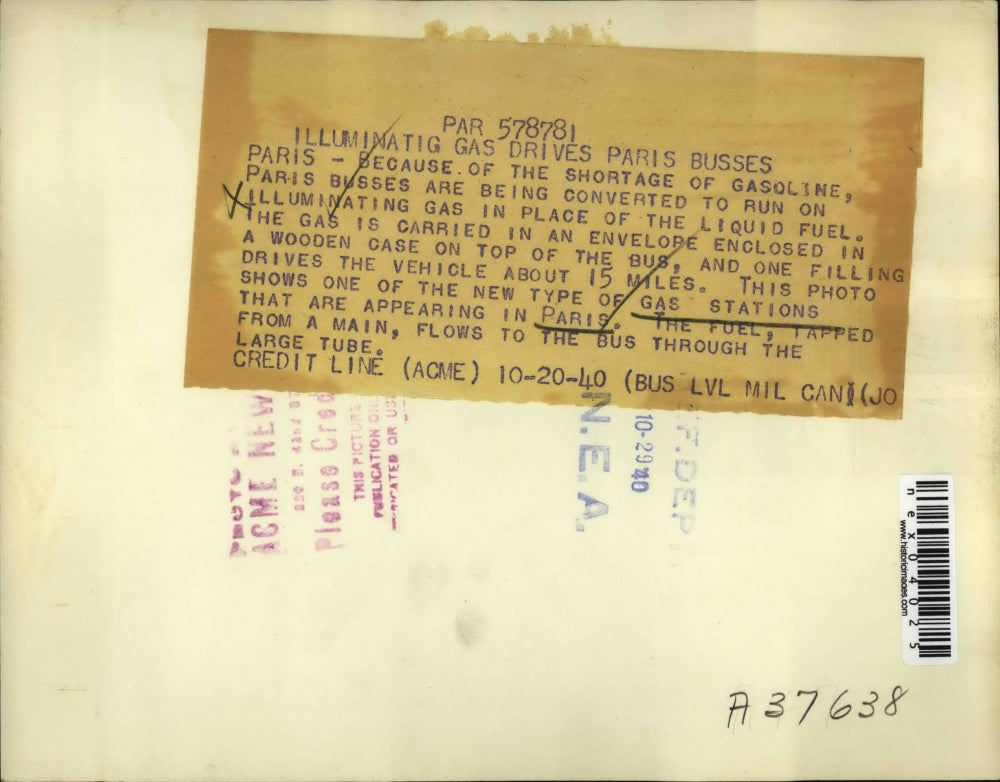 PAR 578781
ILLUMINATIG GAS DRIVES PARIS BUSSES
PARIS - BECAUSE OF THE SHORTAGE OF GASOLINE,
PARIS BUSSES ARE BEING CONVERTED TO RUN ON
ILLUMINATING GAS IN PLACE OF THE LIQUID FUEL.
THE GAS IS CARRIED IN AN ENVELOPE ENCLOSED IN
A WOODEN CASE ON TOP OF THE BUS, AND ONE FILLING
DRIVES THE VEHICLE ABOUT 15 MILES. THIS PHOTO
SHOWS ONE OF THE NEW TYPE OF GAS STATIONS
THAT ARE APPEARING IN PARIS. THE FUEL, TAPPED
FROM A MAIN, FLOWS TO THE BUS THROUGH THE
LARGE TUBE.
CREDIT LINE (ACME) 10-20-40 (BUS LVL MIL CAN)(JO
ACME NEW
Please Cred
THIS PICTURE
PUBLICATION ON
OR US
N.E.A.
10-29 40
F.DEP
nex04025
www.historicimages.com
A37638